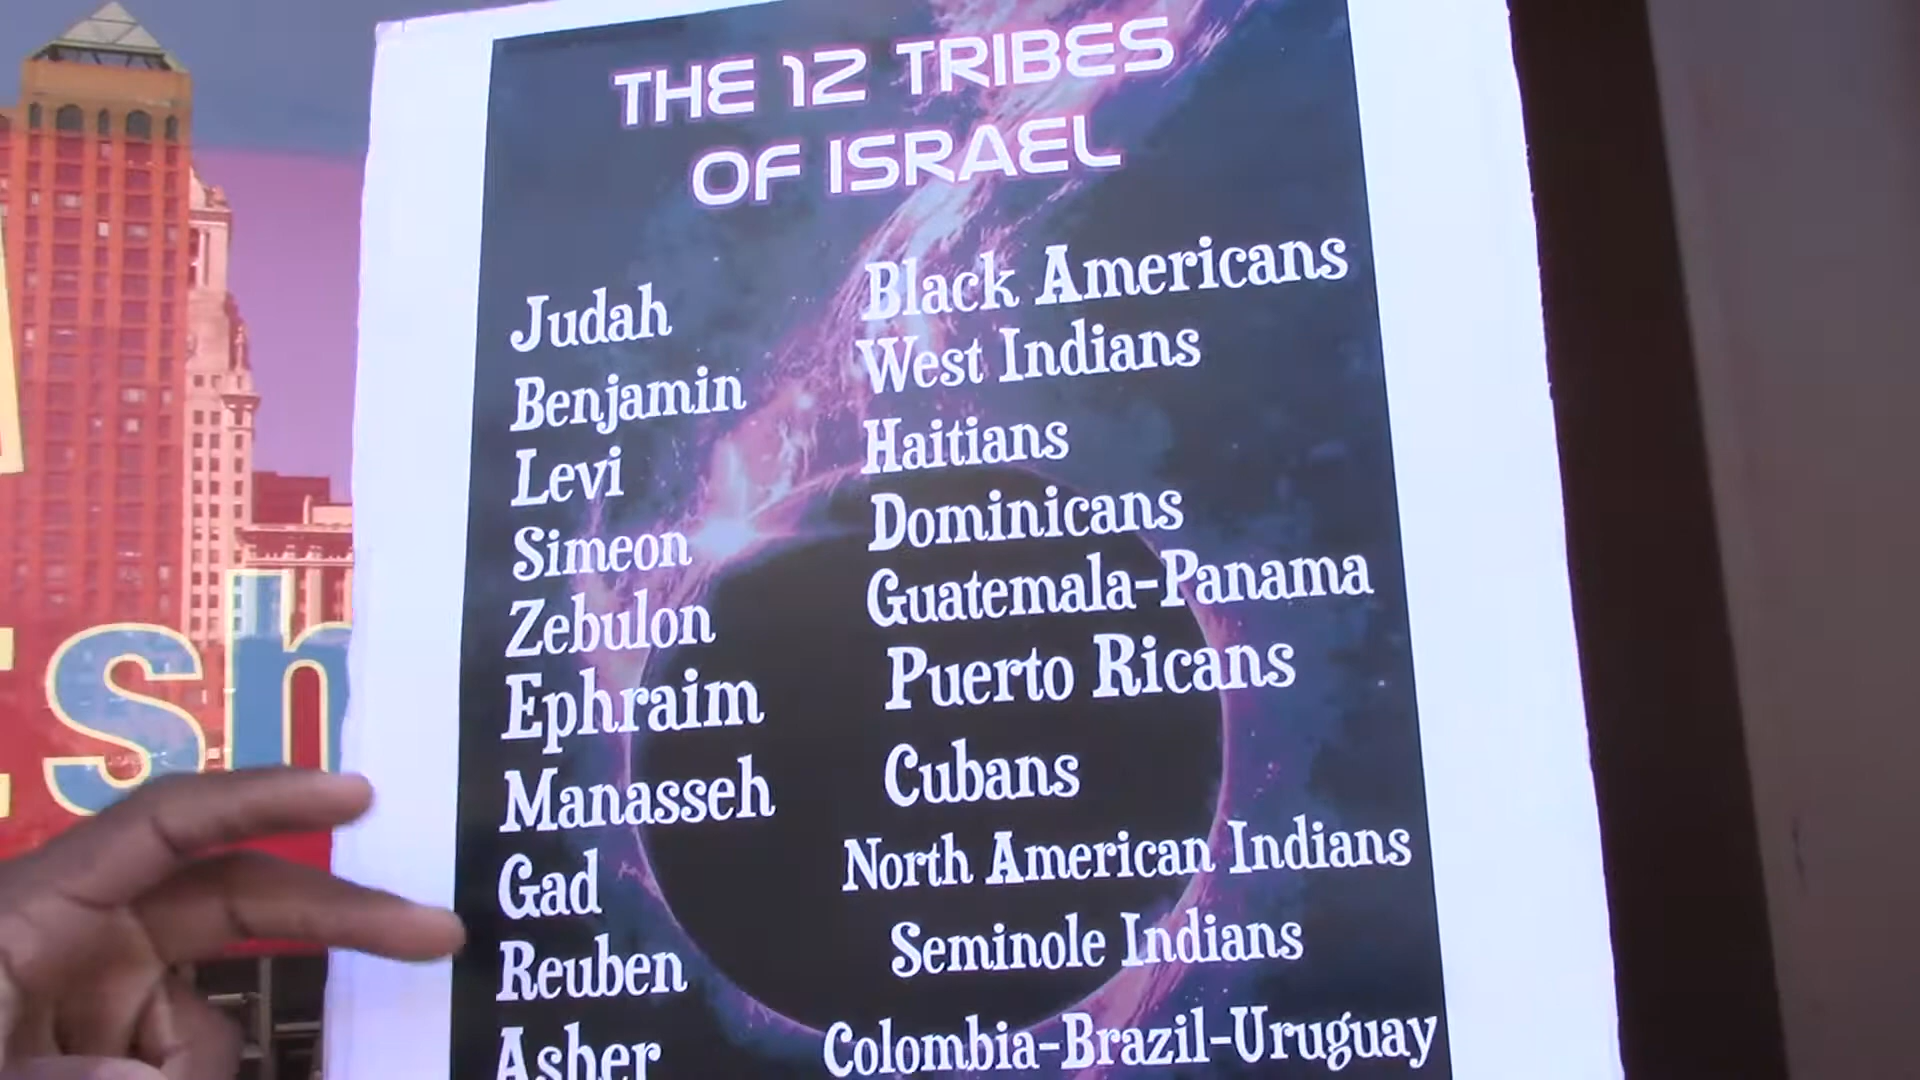 THE 12 TRIBES
OF ISRAEL
Judah Black Americans
Benjamin West Indians
Levi Haitians
Simeon Dominicans
Zebulon Guatemala-Panama
Ephraim Puerto Ricans
Manasseh Cubans
Gad North American Indians
Reuben Seminole Indians
Asher Colombia-Brazil-Uruguay
sh